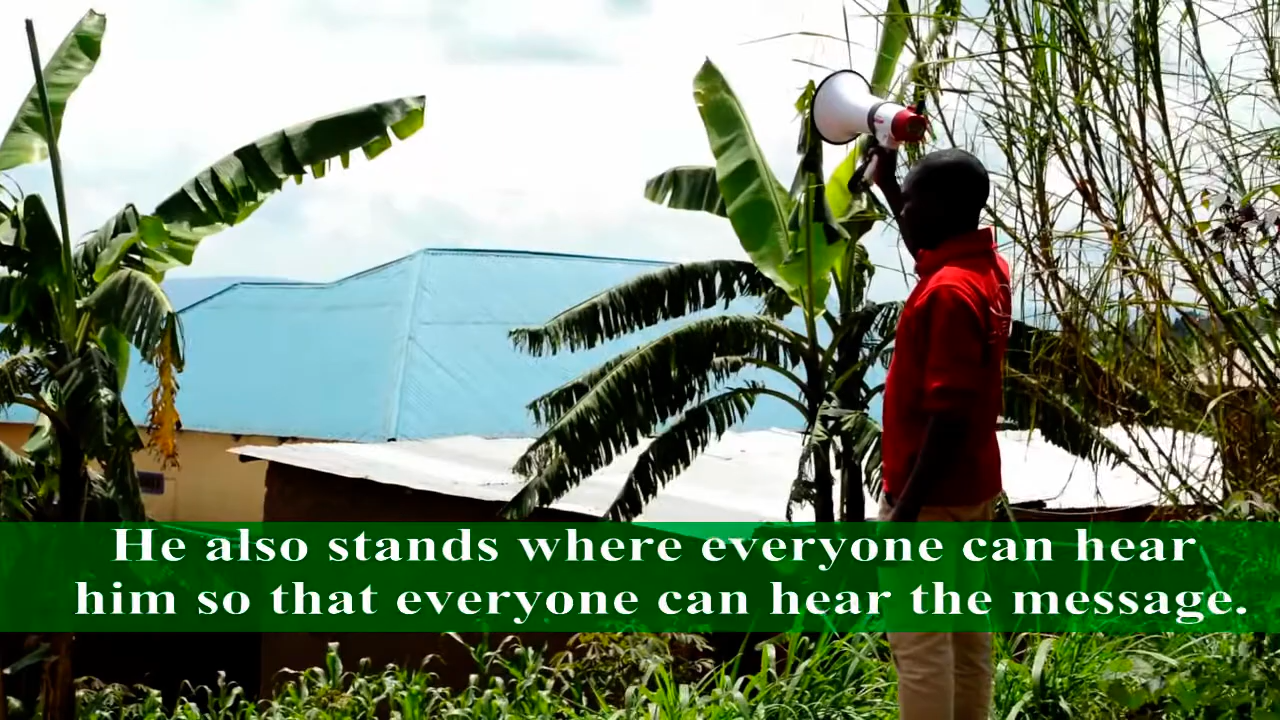 He also stands where everyone can hear
him so that everyone can hear the message.